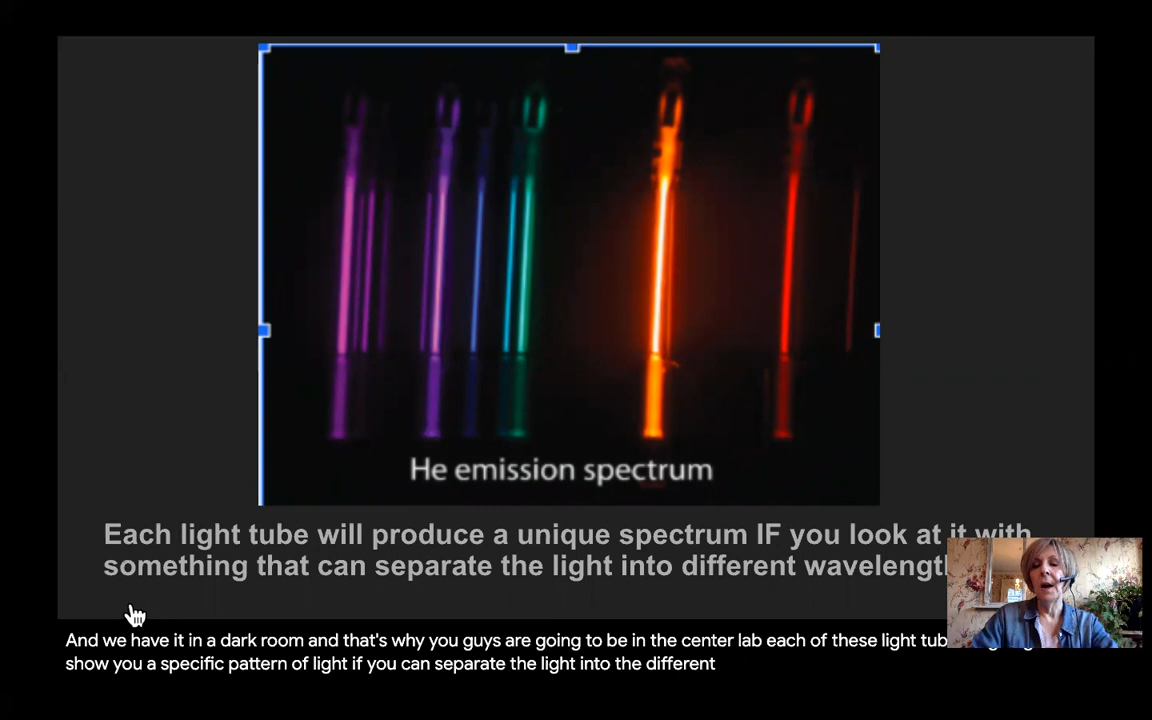 He emission spectrum
Each light tube will produce a unique spectrum IF you look at it with
something that can separate the light into different
And we have it in a dark room and that's why you guys are going to be in the center lab each of these light
show you a specific pattern of light if you can separate the light into the different